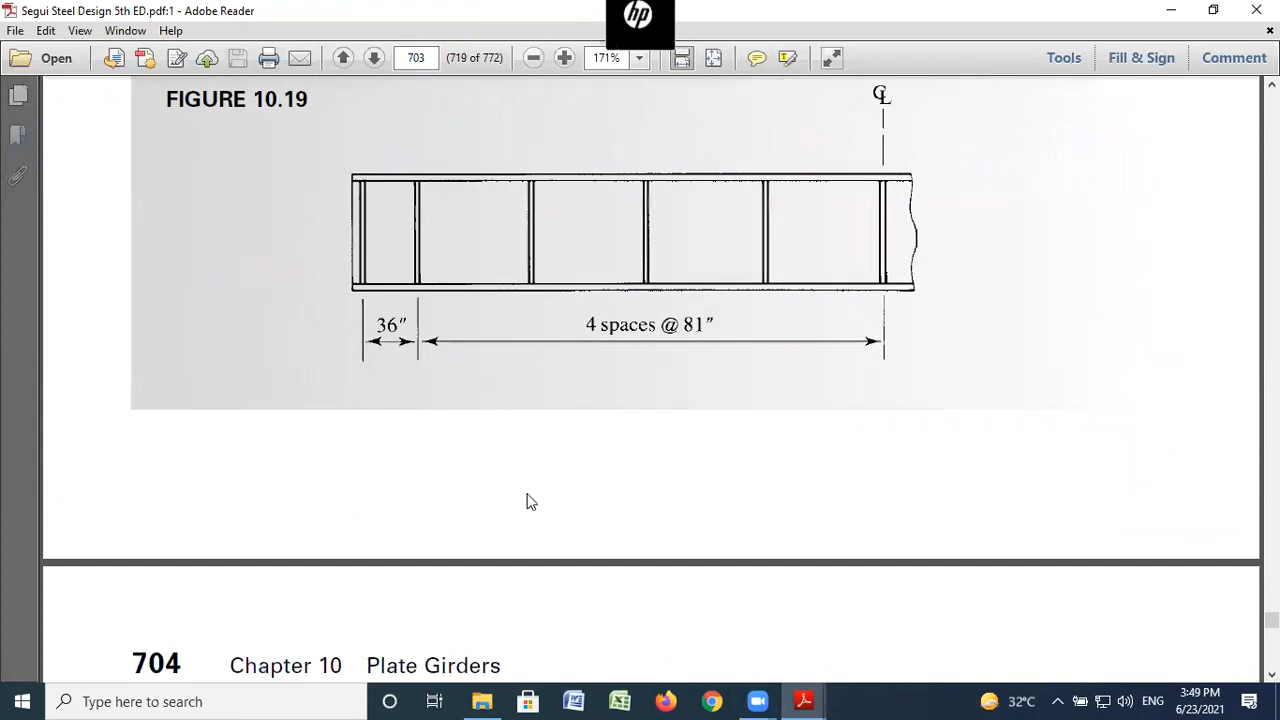 Segui Steel Design 5th ED.pdf:1 - Adobe Reader
hp
File Edit View Window Help
Open 703 (719 of 772) 171% Tools Fill & Sign Comment
FIGURE 10.19
CL
36″ 4 spaces @ 81″
704 Chapter 10 Plate Girders
Type here to search
32°C ENG 3:49 PM
6/23/2021